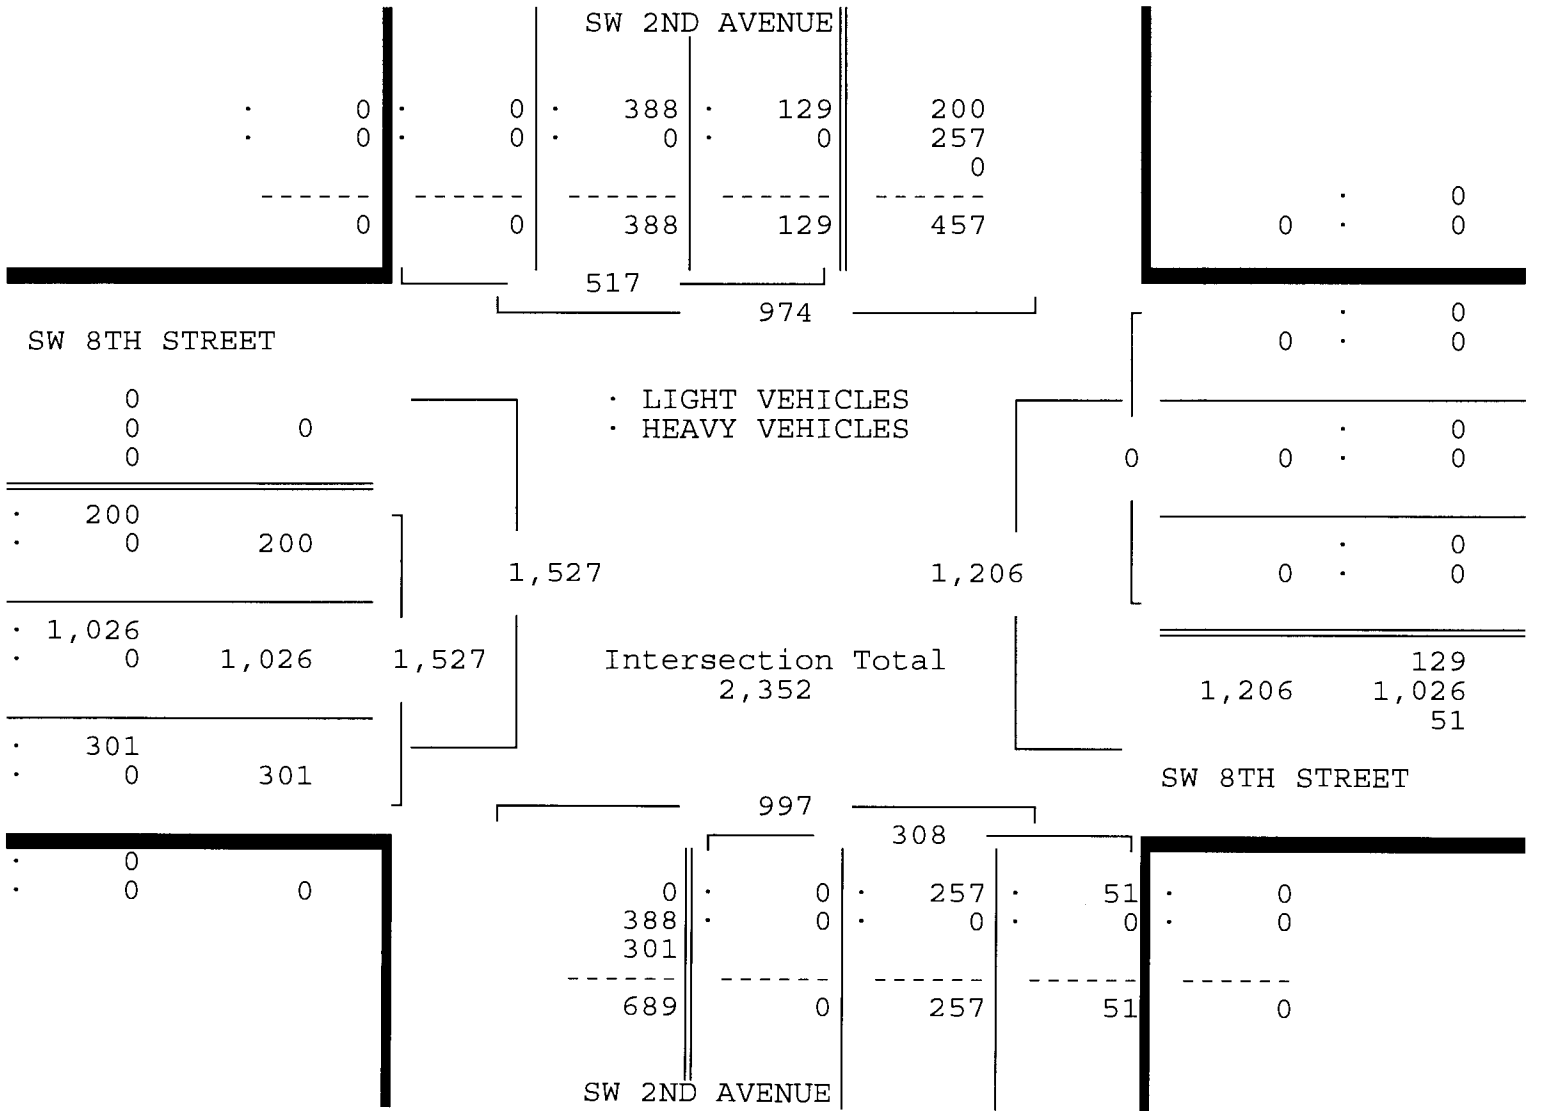 SW 2ND AVENUE
· 0 · 0 · 388 · 129 200
· 0 · 0 · 0 · 0 257
0
------ ------ ------ ------ ------ · 0
0 0 388 129 457 0 · 0
517
974 · 0
SW 8TH STREET 0 · 0
0 · LIGHT VEHICLES
0 0 · HEAVY VEHICLES · 0
0 0 0 · 0
· 200
· 0 200 · 0
1,527 1,206 0 · 0
· 1,026
· 0 1,026 1,527 Intersection Total 129
2,352 1,206 1,026
51
· 301
· 0 301 SW 8TH STREET
997
308
· 0
· 0 0 0 · 0 · 257 · 51 · 0
388 · 0 · 0 · 0 · 0
301
------ ------ ------ ------ ------
689 0 257 51 0
SW 2ND AVENUE